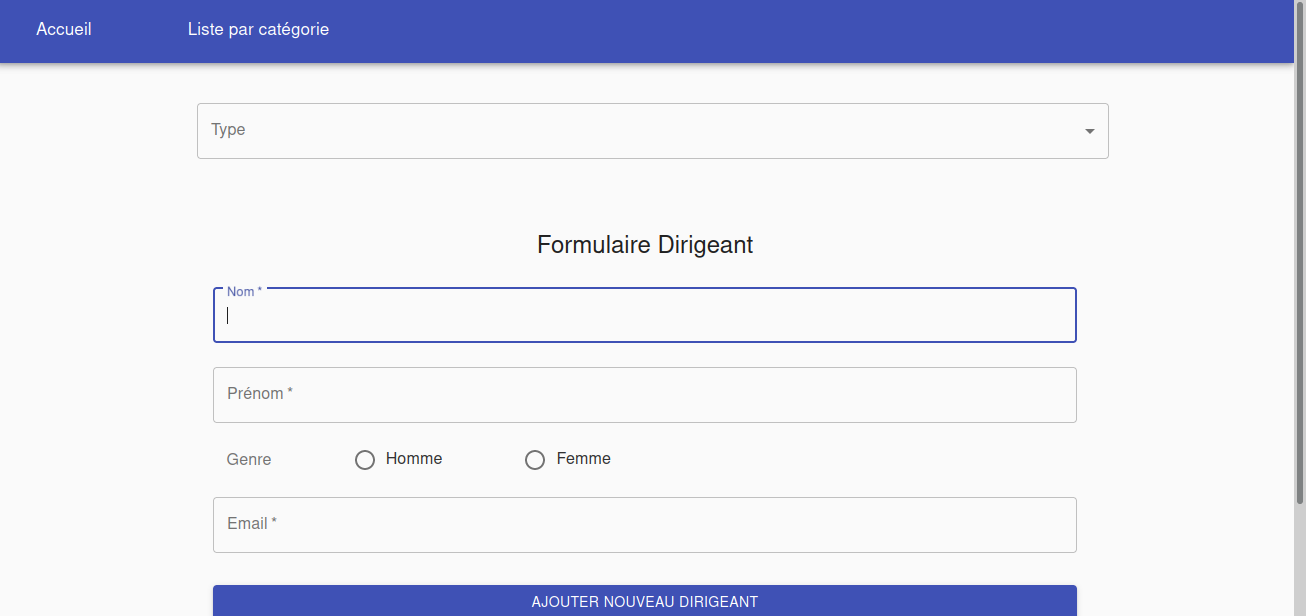 Accueil Liste par catégorie
Type
Formulaire Dirigeant
Nom *
Prénom *
Genre Homme Femme
Email *
AJOUTER NOUVEAU DIRIGEANT